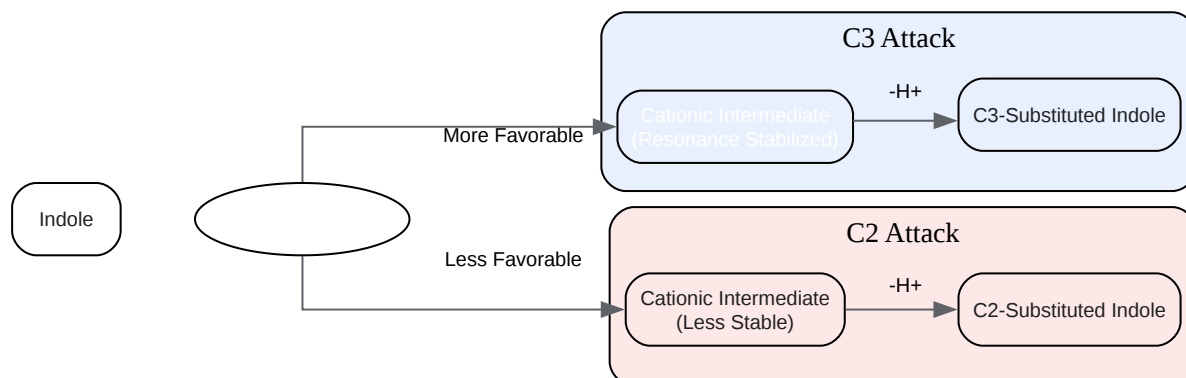 C3 Attack
-H+
Cationic Intermediate
(Resonance Stabilized)
C3-Substituted Indole
More Favorable
Indole
C2 Attack
Less Favorable
-H+
Cationic Intermediate
(Less Stable)
C2-Substituted Indole